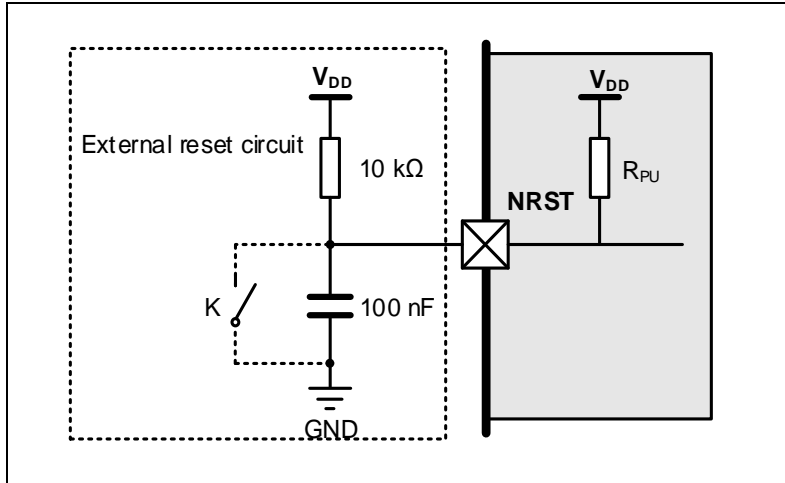 VDD
VDD
External reset circuit
10 kΩ
RPU
NRST
K
100 nF
GND